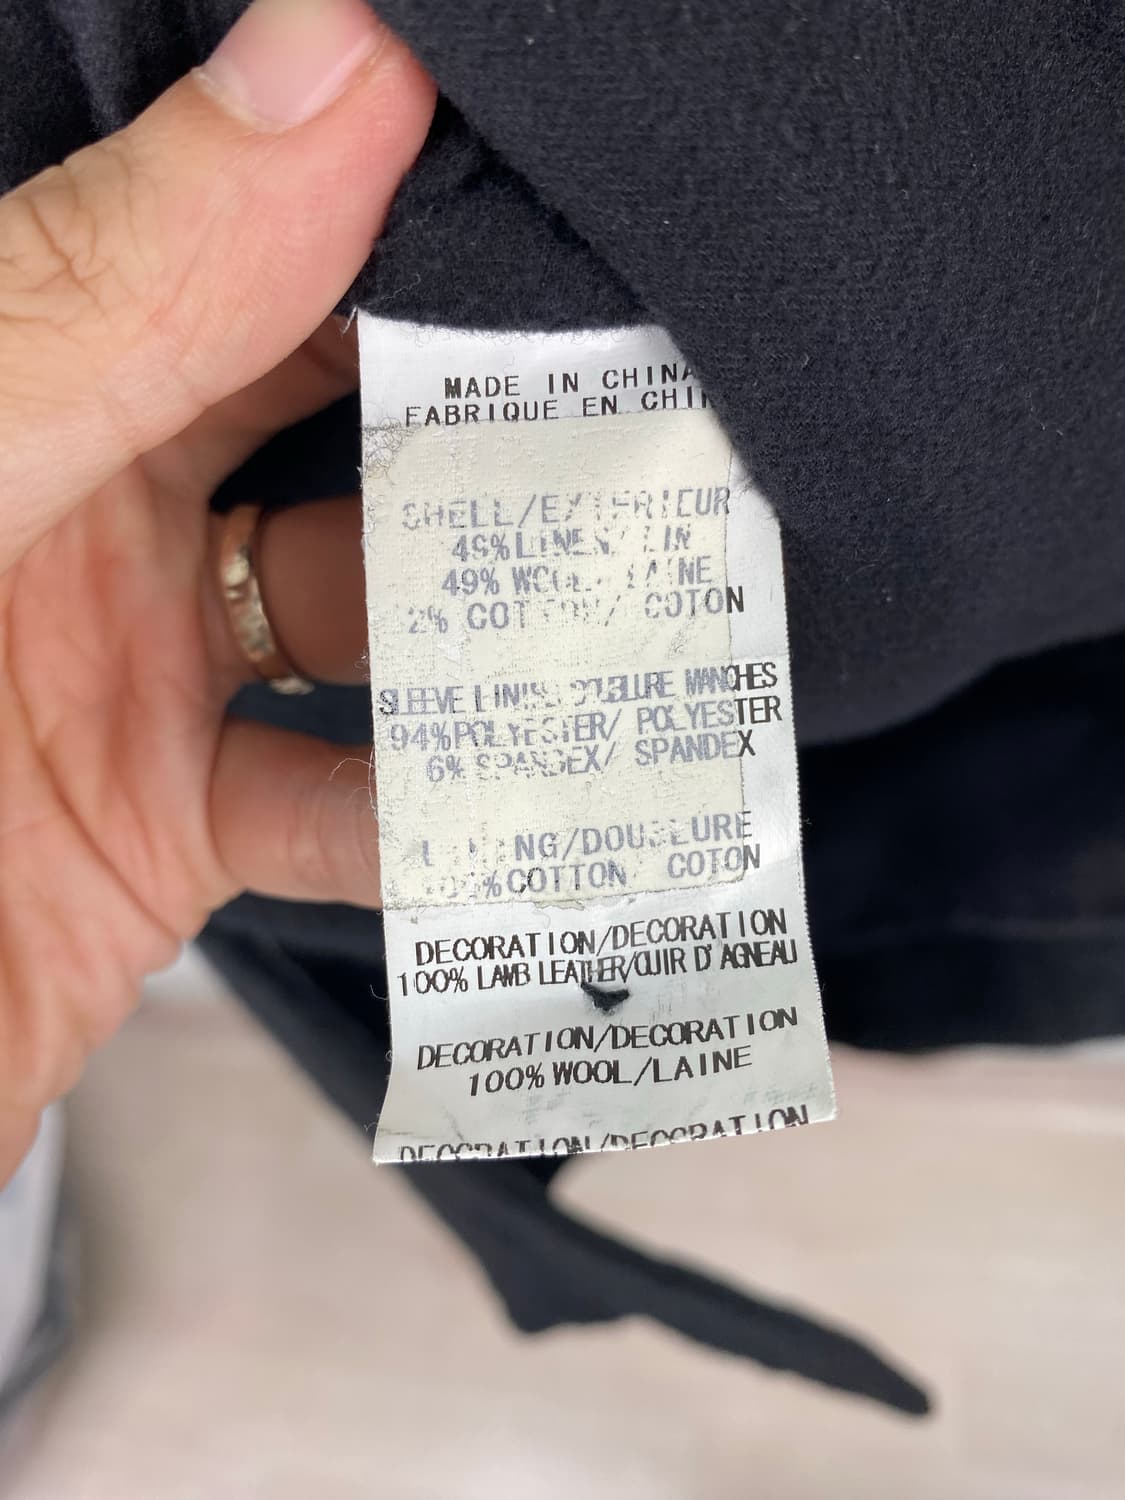 MADE IN CHINA
FABRIQUE EN CHI
SHELL/EXTERIEUR
49% LINEN/ LIN
49% WOOL/ LAINE
2% COTTON/ COTON
SLEEVE LINING/DOUBLURE MANCHES
94%POLYESTER/ POLYESTER
6% SPANDEX/ SPANDEX
LINING/DOUBLURE
100%COTTON/ COTON
DECORATION/DECORATION
100% LAMB LEATHER/CUIR D'AGNEAU
DECORATION/DECORATION
100% WOOL/LAINE
DECORATION/DECORATION